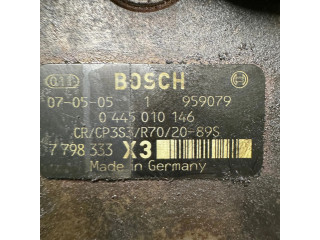 BOSCH
07-05-05 1 959079
0 445 010 146
CR/CP3S3/R70/20-89S
7 798 333 X3
Made in Germany